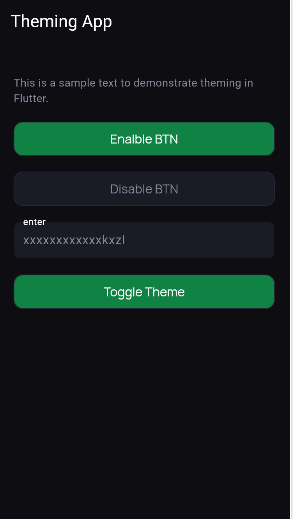 Theming App
This is a sample text to demonstrate theming in
Flutter.
Enalble BTN
Disable BTN
enter
xxxxxxxxxxxxkxzl
Toggle Theme